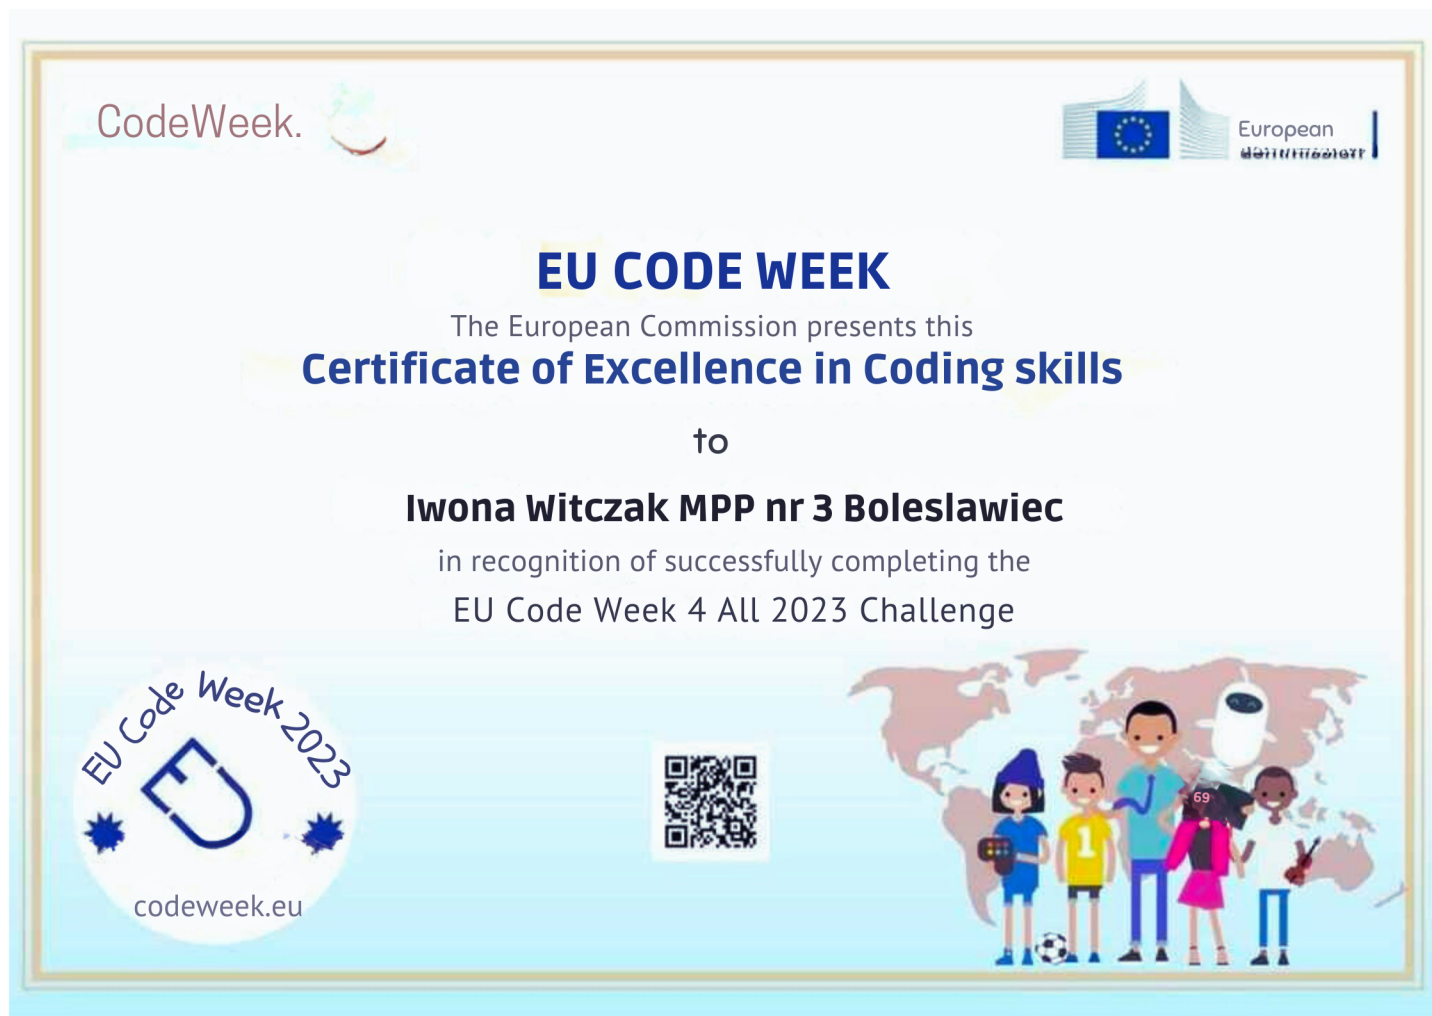 CodeWeek.
European
EU CODE WEEK
The European Commission presents this
Certificate of Excellence in Coding skills
to
Iwona Witczak MPP nr 3 Boleslawiec
in recognition of successfully completing the
EU Code Week 4 All 2023 Challenge
EU Code Week 2023
codeweek.eu
1
69